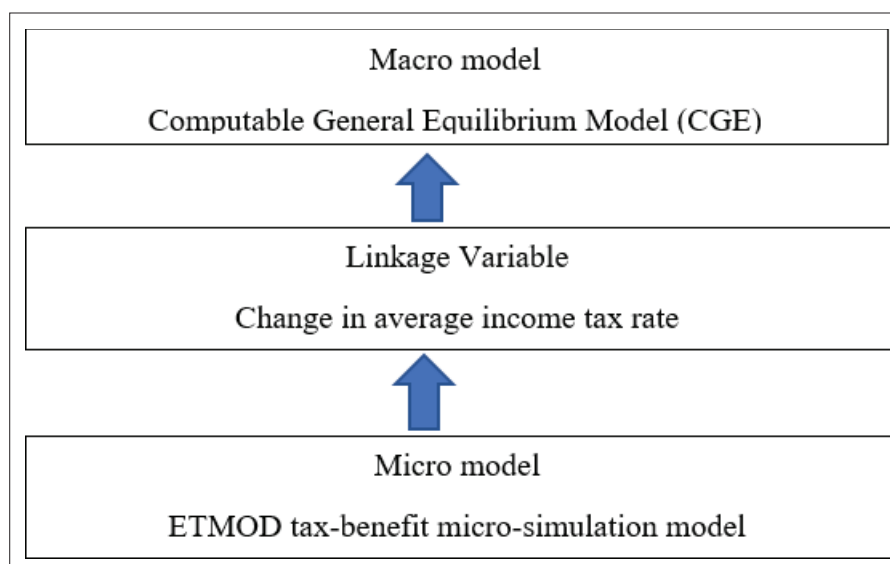 Macro model
Computable General Equilibrium Model (CGE)
Linkage Variable
Change in average income tax rate
Micro model
ETMOD tax-benefit micro-simulation model